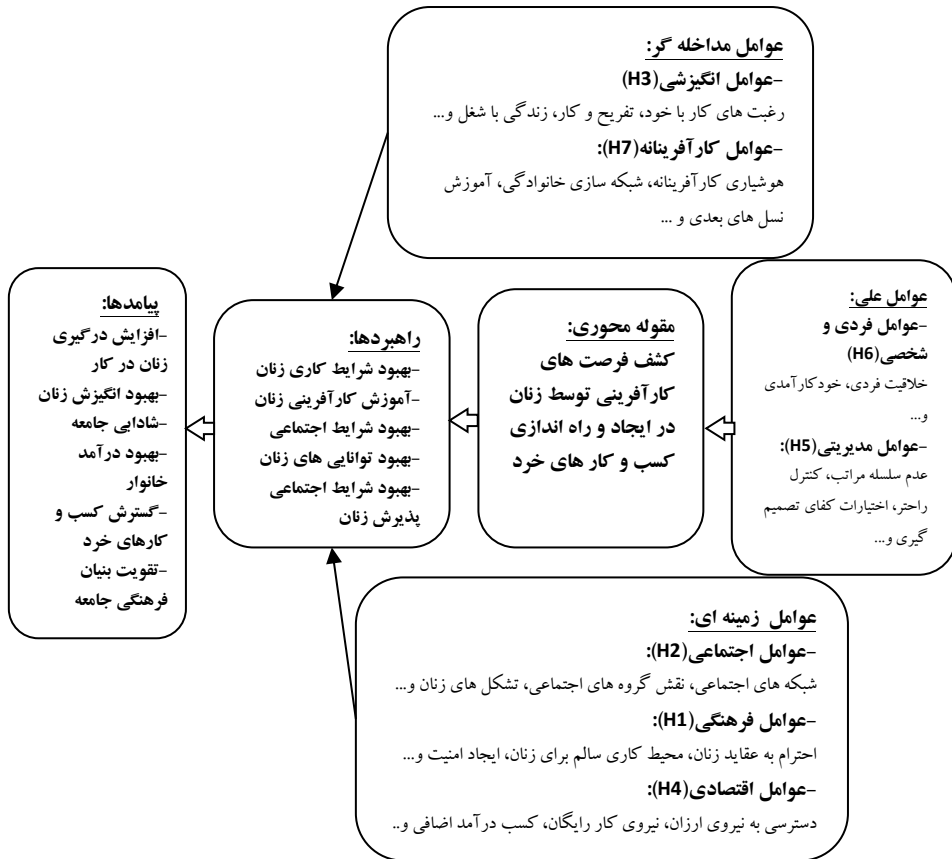 عوامل مداخله گر:
-عوامل انگیزشی(H3)
رغبت های کار با خود، تفریح و کار، زندگی با شغل و...
-عوامل کارآفرینانه(H7):
هوشیاری کارآفرینانه، شبکه سازی خانوادگی، آموزش
نسل های بعدی و ...
عوامل علی:
-عوامل فردی و
شخصی(H6)
خلاقیت فردی، خودکارآمدی
و...
-عوامل مدیریتی(H5):
عدم سلسله مراتب، کنترل
راحتر، اختیارات کفای تصمیم
گیری و...
مقوله محوری:
کشف فرصت های
کارآفرینی توسط زنان
در ایجاد و راه اندازی
کسب و کار های خرد
راهبردها:
-بهبود شرایط کاری زنان
-آموزش کارآفرینی زنان
-بهبود شرایط اجتماعی
-بهبود توانایی های زنان
-بهبود شرایط اجتماعی
پذیرش زنان
پیامدها:
-افزایش درگیری
زنان در کار
-بهبود انگیزش زنان
-شادابی جامعه
-بهبود درآمد
خانوار
-گسترش کسب و
کارهای خرد
-تقویت بنیان
فرهنگی جامعه
عوامل زمینه ای:
-عوامل اجتماعی(H2):
شبکه های اجتماعی، نقش گروه های اجتماعی، تشکل های زنان و...
-عوامل فرهنگی(H1):
احترام به عقاید زنان، محیط کاری سالم برای زنان، ایجاد امنیت و...
-عوامل اقتصادی(H4):
دسترسی به نیروی ارزان، نیروی کار رایگان، کسب درآمد اضافی و..